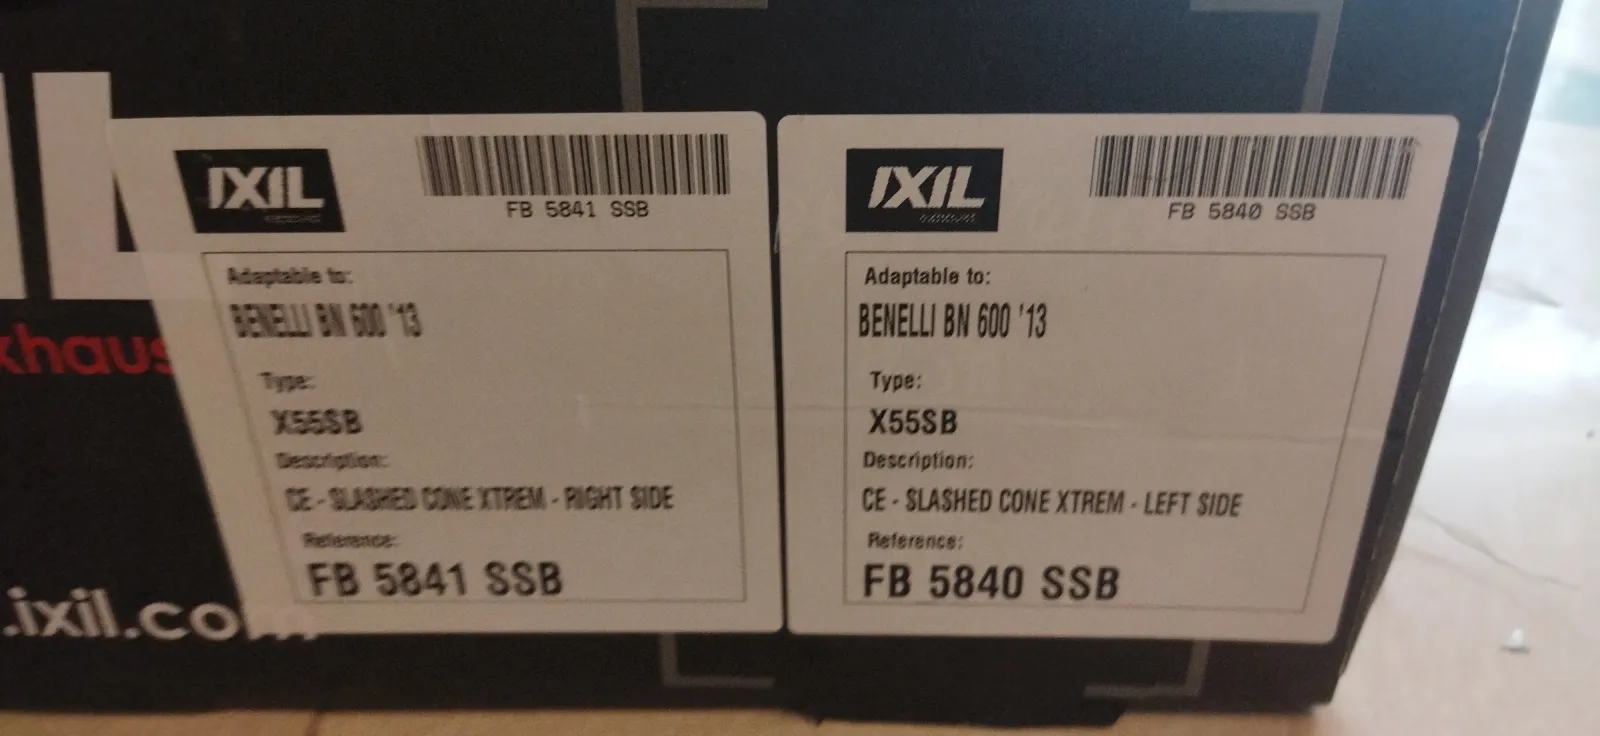 IXIL
FB 5841 SSB
Adaptable to:
BENELLI BN 600 '13
Type:
X55SB
Description:
CE - SLASHED CONE XTREM - RIGHT SIDE
Reference:
FB 5841 SSB
IXIL
FB 5840 SSB
Adaptable to:
BENELLI BN 600 '13
Type:
X55SB
Description:
CE - SLASHED CONE XTREM - LEFT SIDE
Reference:
FB 5840 SSB
IL
xhaus
.ixil.com